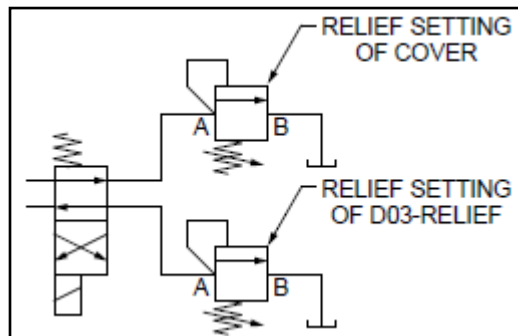 RELIEF SETTING
OF COVER
A B
RELIEF SETTING
OF D03-RELIEF
A B